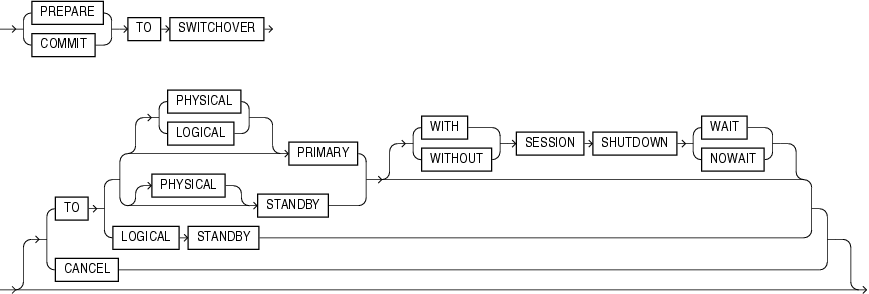 PREPARE
COMMIT
TO
SWITCHOVER
PHYSICAL
LOGICAL
PRIMARY
PHYSICAL
STANDBY
WITH
WITHOUT
SESSION
SHUTDOWN
WAIT
NOWAIT
TO
LOGICAL
STANDBY
CANCEL